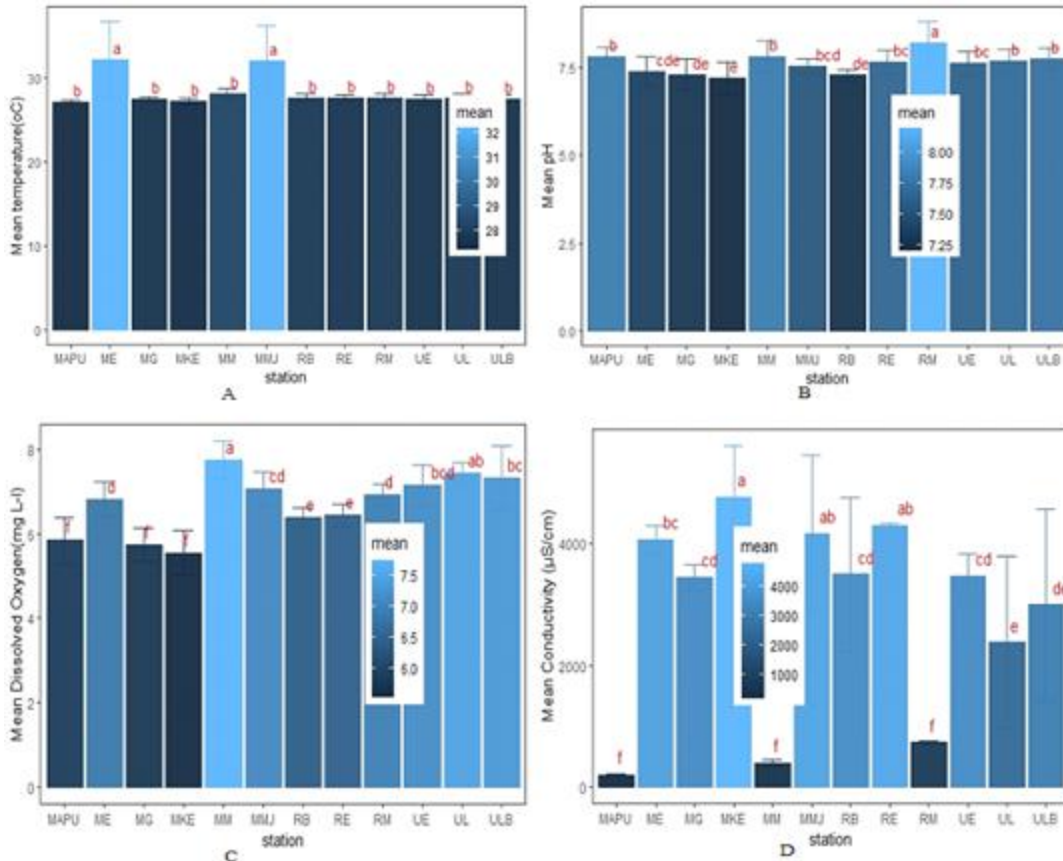 Mean temperature(oC)
30
20
10
0
a
a
b
b
b
b
b
b
b
b
b
b
mean
32
31
30
29
28
MAPU ME MG MKE MM MMJ RB RE RM UE UL ULB
station
A
Mean pH
7.5
5.0
2.5
0.0
b
cde
de
e
b
bcd
de
bc
a
bc
b
b
mean
8.00
7.75
7.50
7.25
MAPU ME MG MKE MM MMJ RB RE RM UE UL ULB
station
B
Mean Dissolved Oxygen(mg L-l)
8
6
4
2
0
f
d
f
f
a
cd
e
e
d
bcd
ab
bc
mean
7.5
7.0
6.5
6.0
MAPU ME MG MKE MM MMJ RB RE RM UE UL ULB
station
C
Mean Conductivity (µS/cm)
4000
2000
0
f
bc
cd
a
f
ab
cd
ab
f
cd
e
de
mean
4000
3000
2000
1000
MAPU ME MG MKE MM MMJ RB RE RM UE UL ULB
station
D